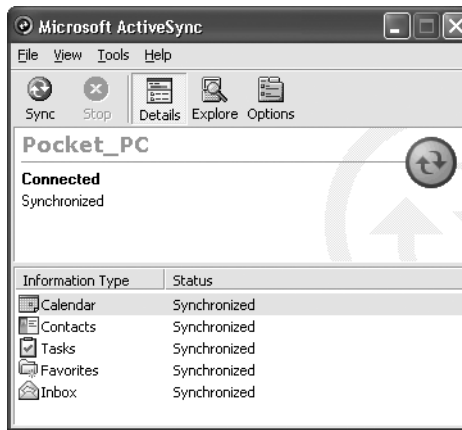 Microsoft ActiveSync
File View Tools Help
Sync Stop Details Explore Options
Pocket_PC
Connected
Synchronized
Information Type Status
Calendar Synchronized
Contacts Synchronized
Tasks Synchronized
Favorites Synchronized
Inbox Synchronized